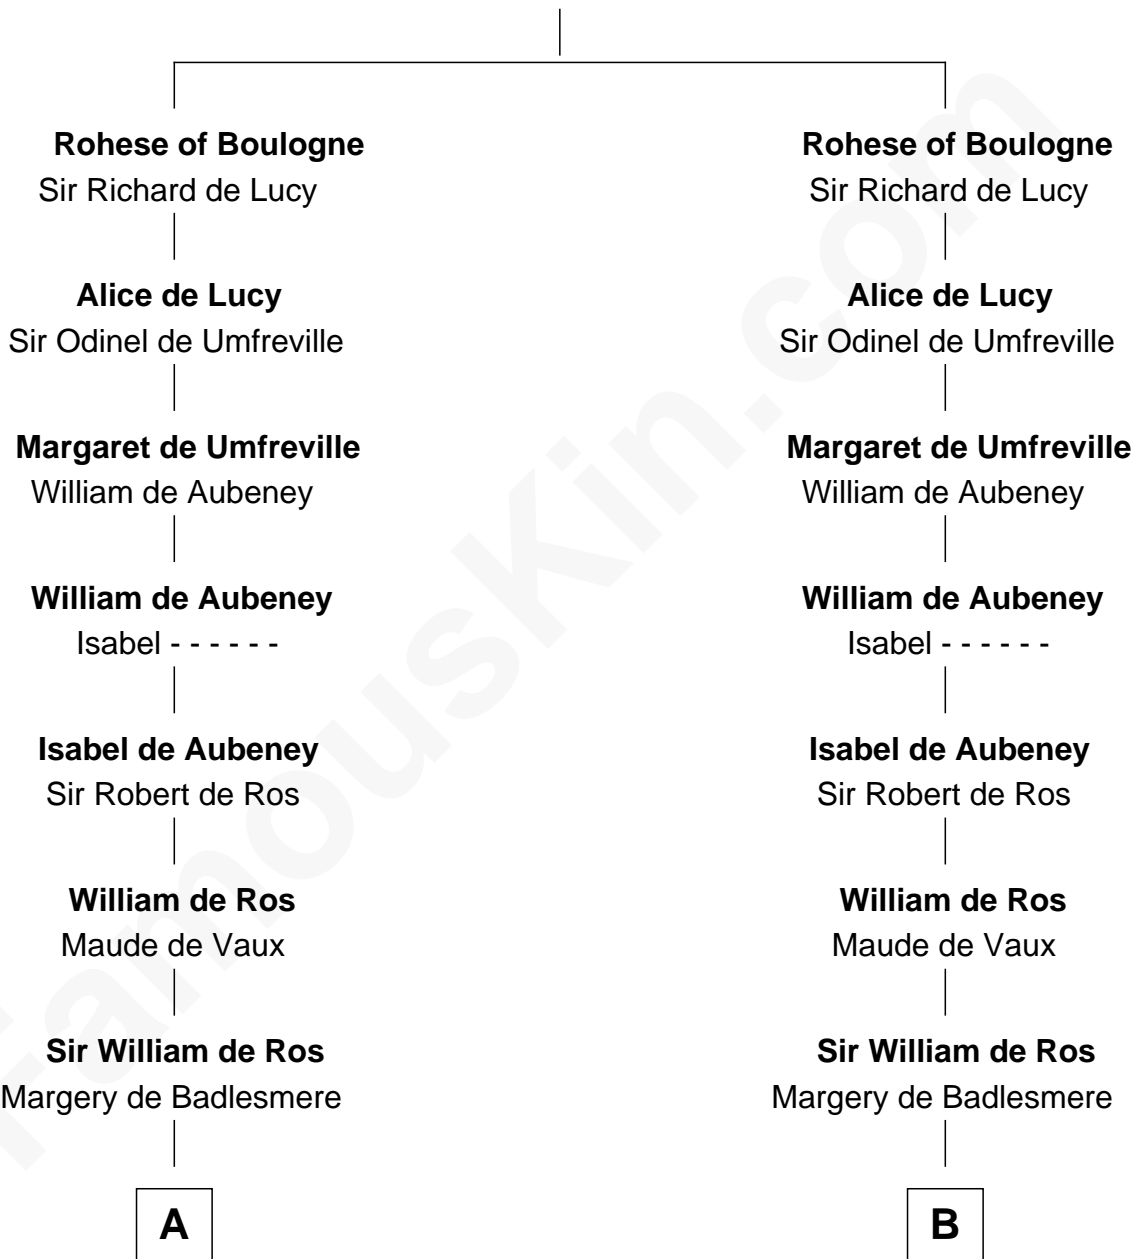 Rohese of Boulogne
Sir Richard de Lucy
Alice de Lucy
Sir Odinel de Umfreville
Margaret de Umfreville
William de Aubeney
William de Aubeney
Isabel - - - - - -
Isabel de Aubeney
Sir Robert de Ros
William de Ros
Maude de Vaux
Sir William de Ros
Margery de Badlesmere
A
Rohese of Boulogne
Sir Richard de Lucy
Alice de Lucy
Sir Odinel de Umfreville
Margaret de Umfreville
William de Aubeney
William de Aubeney
Isabel - - - - - -
Isabel de Aubeney
Sir Robert de Ros
William de Ros
Maude de Vaux
Sir William de Ros
Margery de Badlesmere
B
FamousKin.com